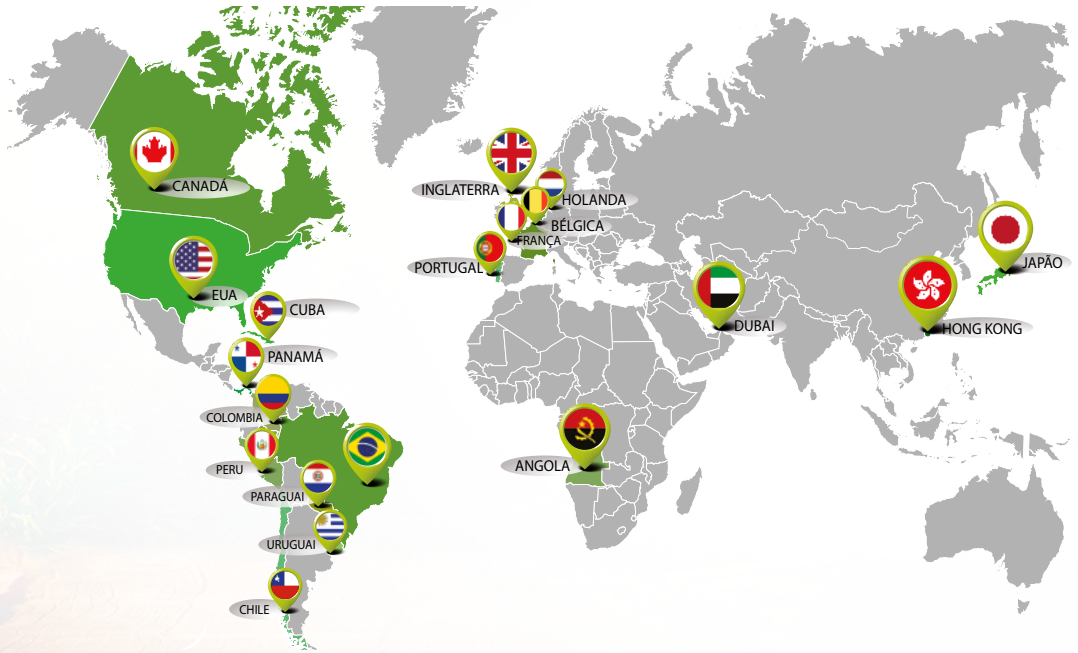 CANADÁ
INGLATERRA
HOLANDA
BÉLGICA
FRANÇA
PORTUGAL
JAPÃO
EUA
CUBA
DUBAI
HONG KONG
PANAMÁ
COLOMBIA
PERU
ANGOLA
PARAGUAI
URUGUAI
CHILE